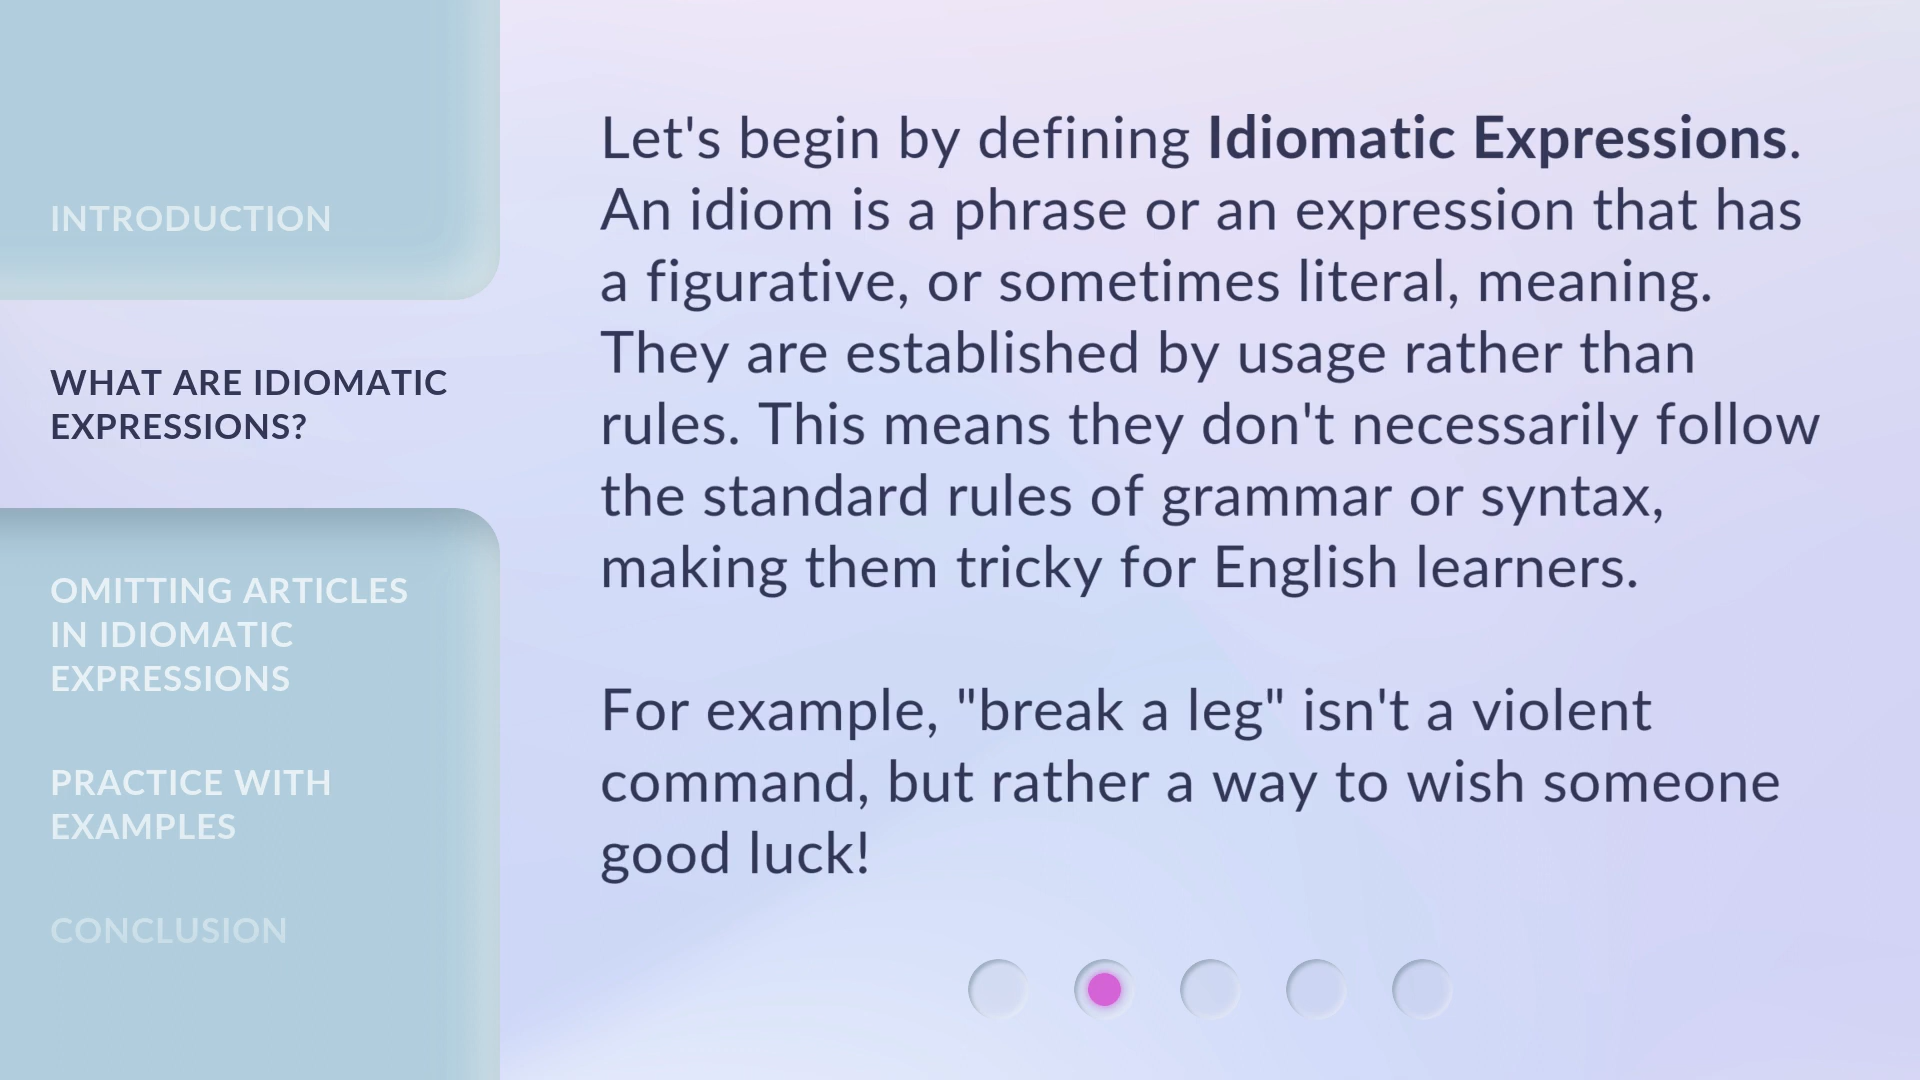 INTRODUCTION
WHAT ARE IDIOMATIC
EXPRESSIONS?
OMITTING ARTICLES
IN IDIOMATIC
EXPRESSIONS
PRACTICE WITH
EXAMPLES
CONCLUSION
Let's begin by defining Idiomatic Expressions.
An idiom is a phrase or an expression that has
a figurative, or sometimes literal, meaning.
They are established by usage rather than
rules. This means they don't necessarily follow
the standard rules of grammar or syntax,
making them tricky for English learners.
For example, "break a leg" isn't a violent
command, but rather a way to wish someone
good luck!